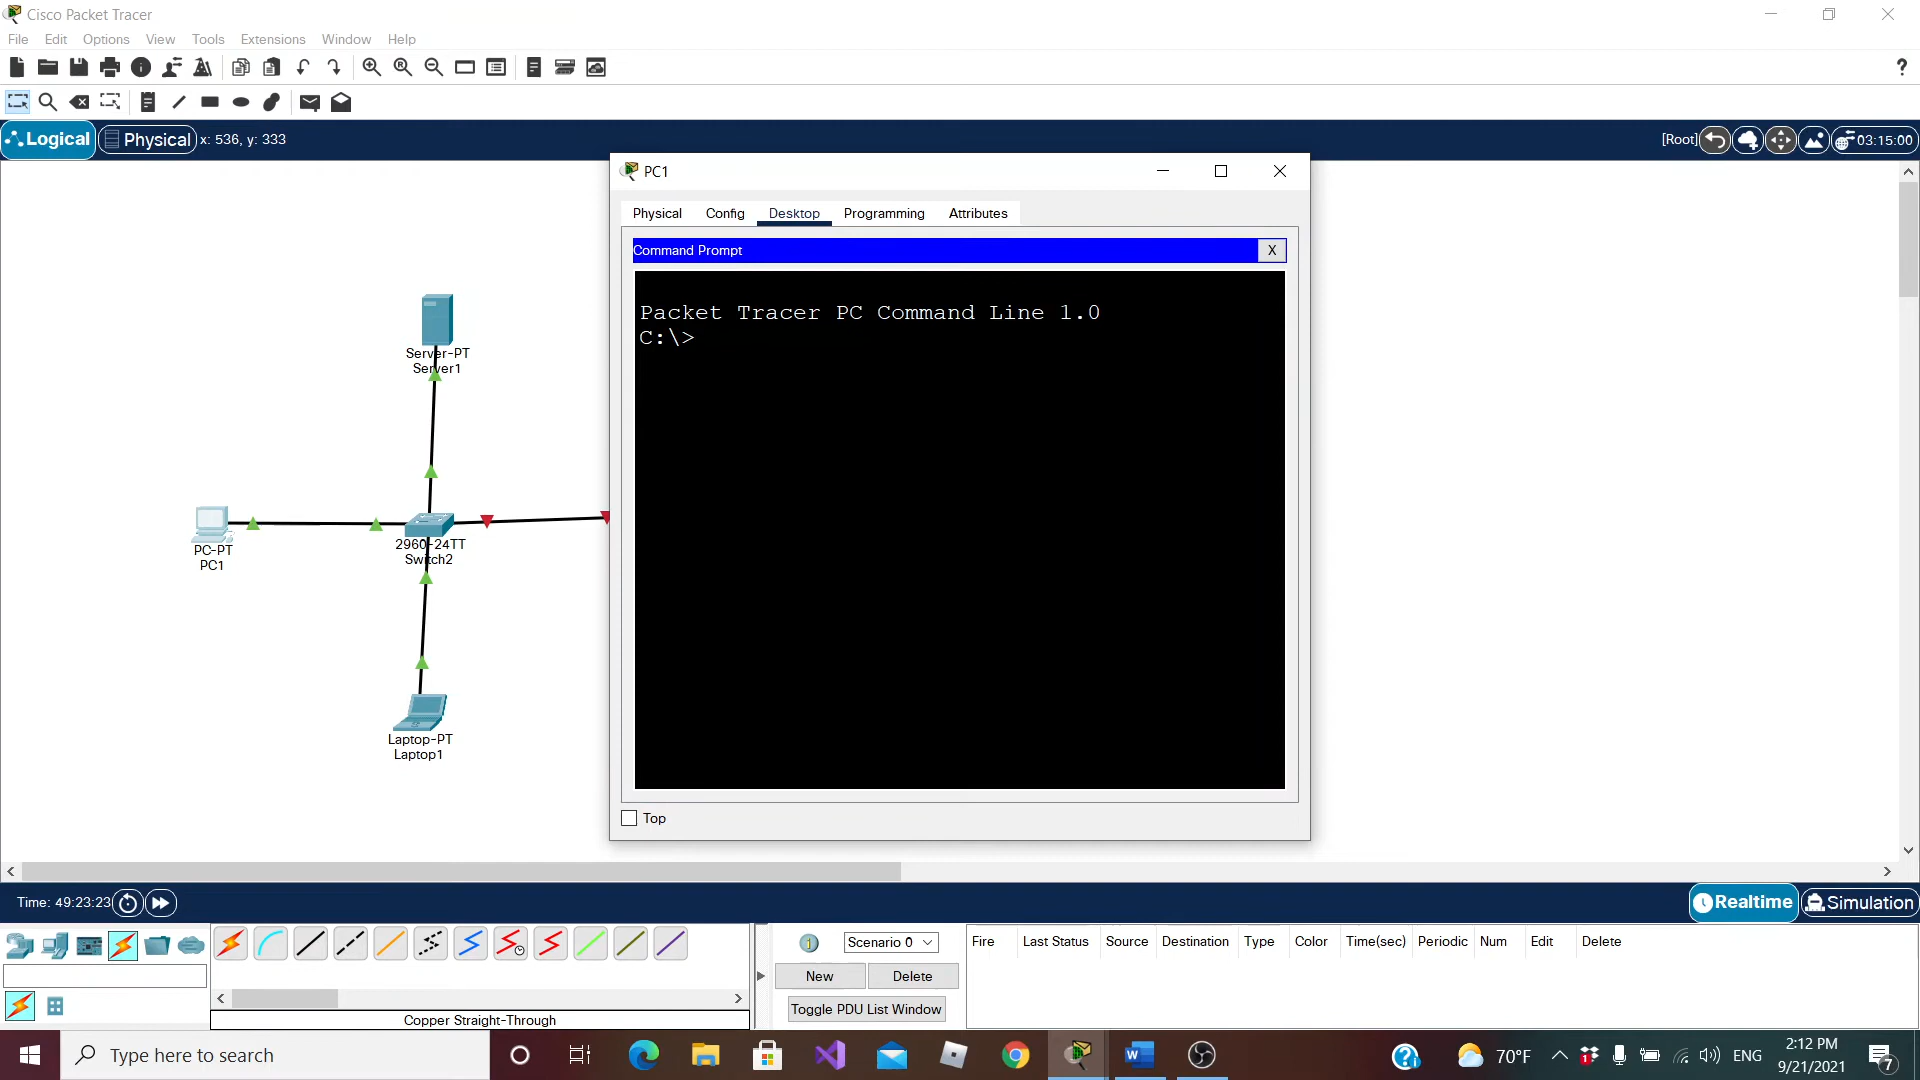 Cisco Packet Tracer
File Edit Options View Tools Extensions Window Help
?
Logical Physical x: 536, y: 333 [Root] 03:15:00
PC1
Physical Config Desktop Programming Attributes
Command Prompt X
Packet Tracer PC Command Line 1.0
C:\>
Server-PT
Server1
PC-PT
PC1
2960-24TT
Switch2
Laptop-PT
Laptop1
Top
Time: 49:23:23 Realtime Simulation
Scenario 0 Fire Last Status Source Destination Type Color Time(sec) Periodic Num Edit Delete
New Delete
Toggle PDU List Window
Copper Straight-Through
Type here to search
70°F ENG 2:12 PM
9/21/2021
1
7